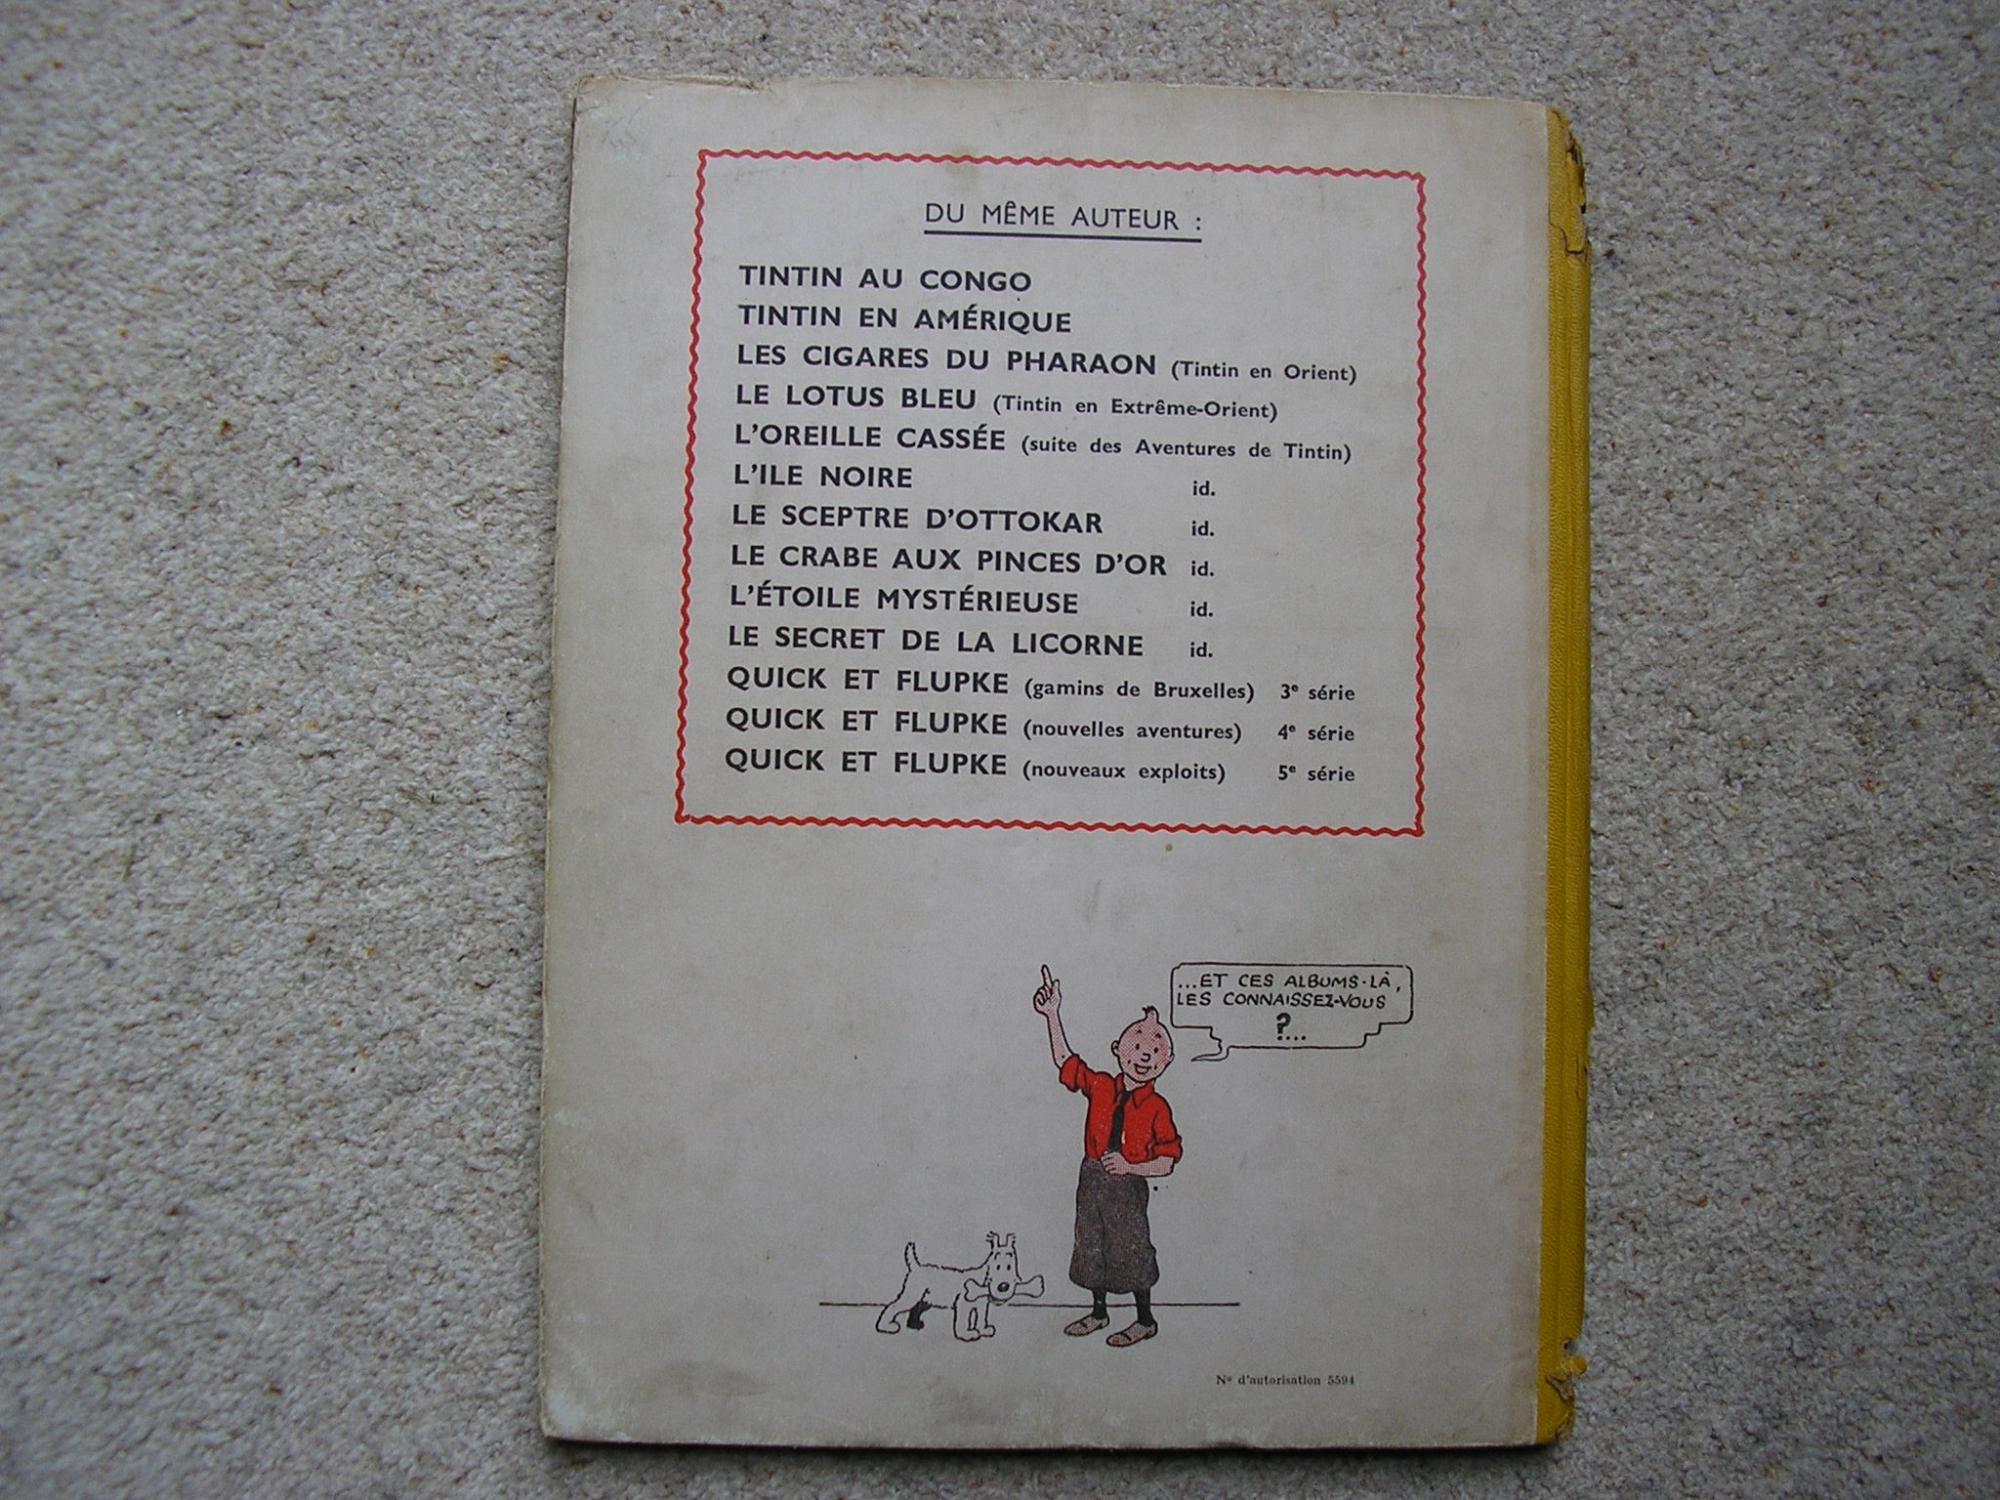 DU MÊME AUTEUR :
TINTIN AU CONGO
TINTIN EN AMÉRIQUE
LES CIGARES DU PHARAON (Tintin en Orient)
LE LOTUS BLEU (Tintin en Extrême-Orient)
L'OREILLE CASSÉE (suite des Aventures de Tintin)
L'ILE NOIRE id.
LE SCEPTRE D'OTTOKAR id.
LE CRABE AUX PINCES D'OR id.
L'ÉTOILE MYSTÉRIEUSE id.
LE SECRET DE LA LICORNE id.
QUICK ET FLUPKE (gamins de Bruxelles) 3e série
QUICK ET FLUPKE (nouvelles aventures) 4e série
QUICK ET FLUPKE (nouveaux exploits) 5e série
...ET CES ALBUMS-LÀ,
LES CONNAISSEZ-VOUS
?...
No d'autorisation 5594